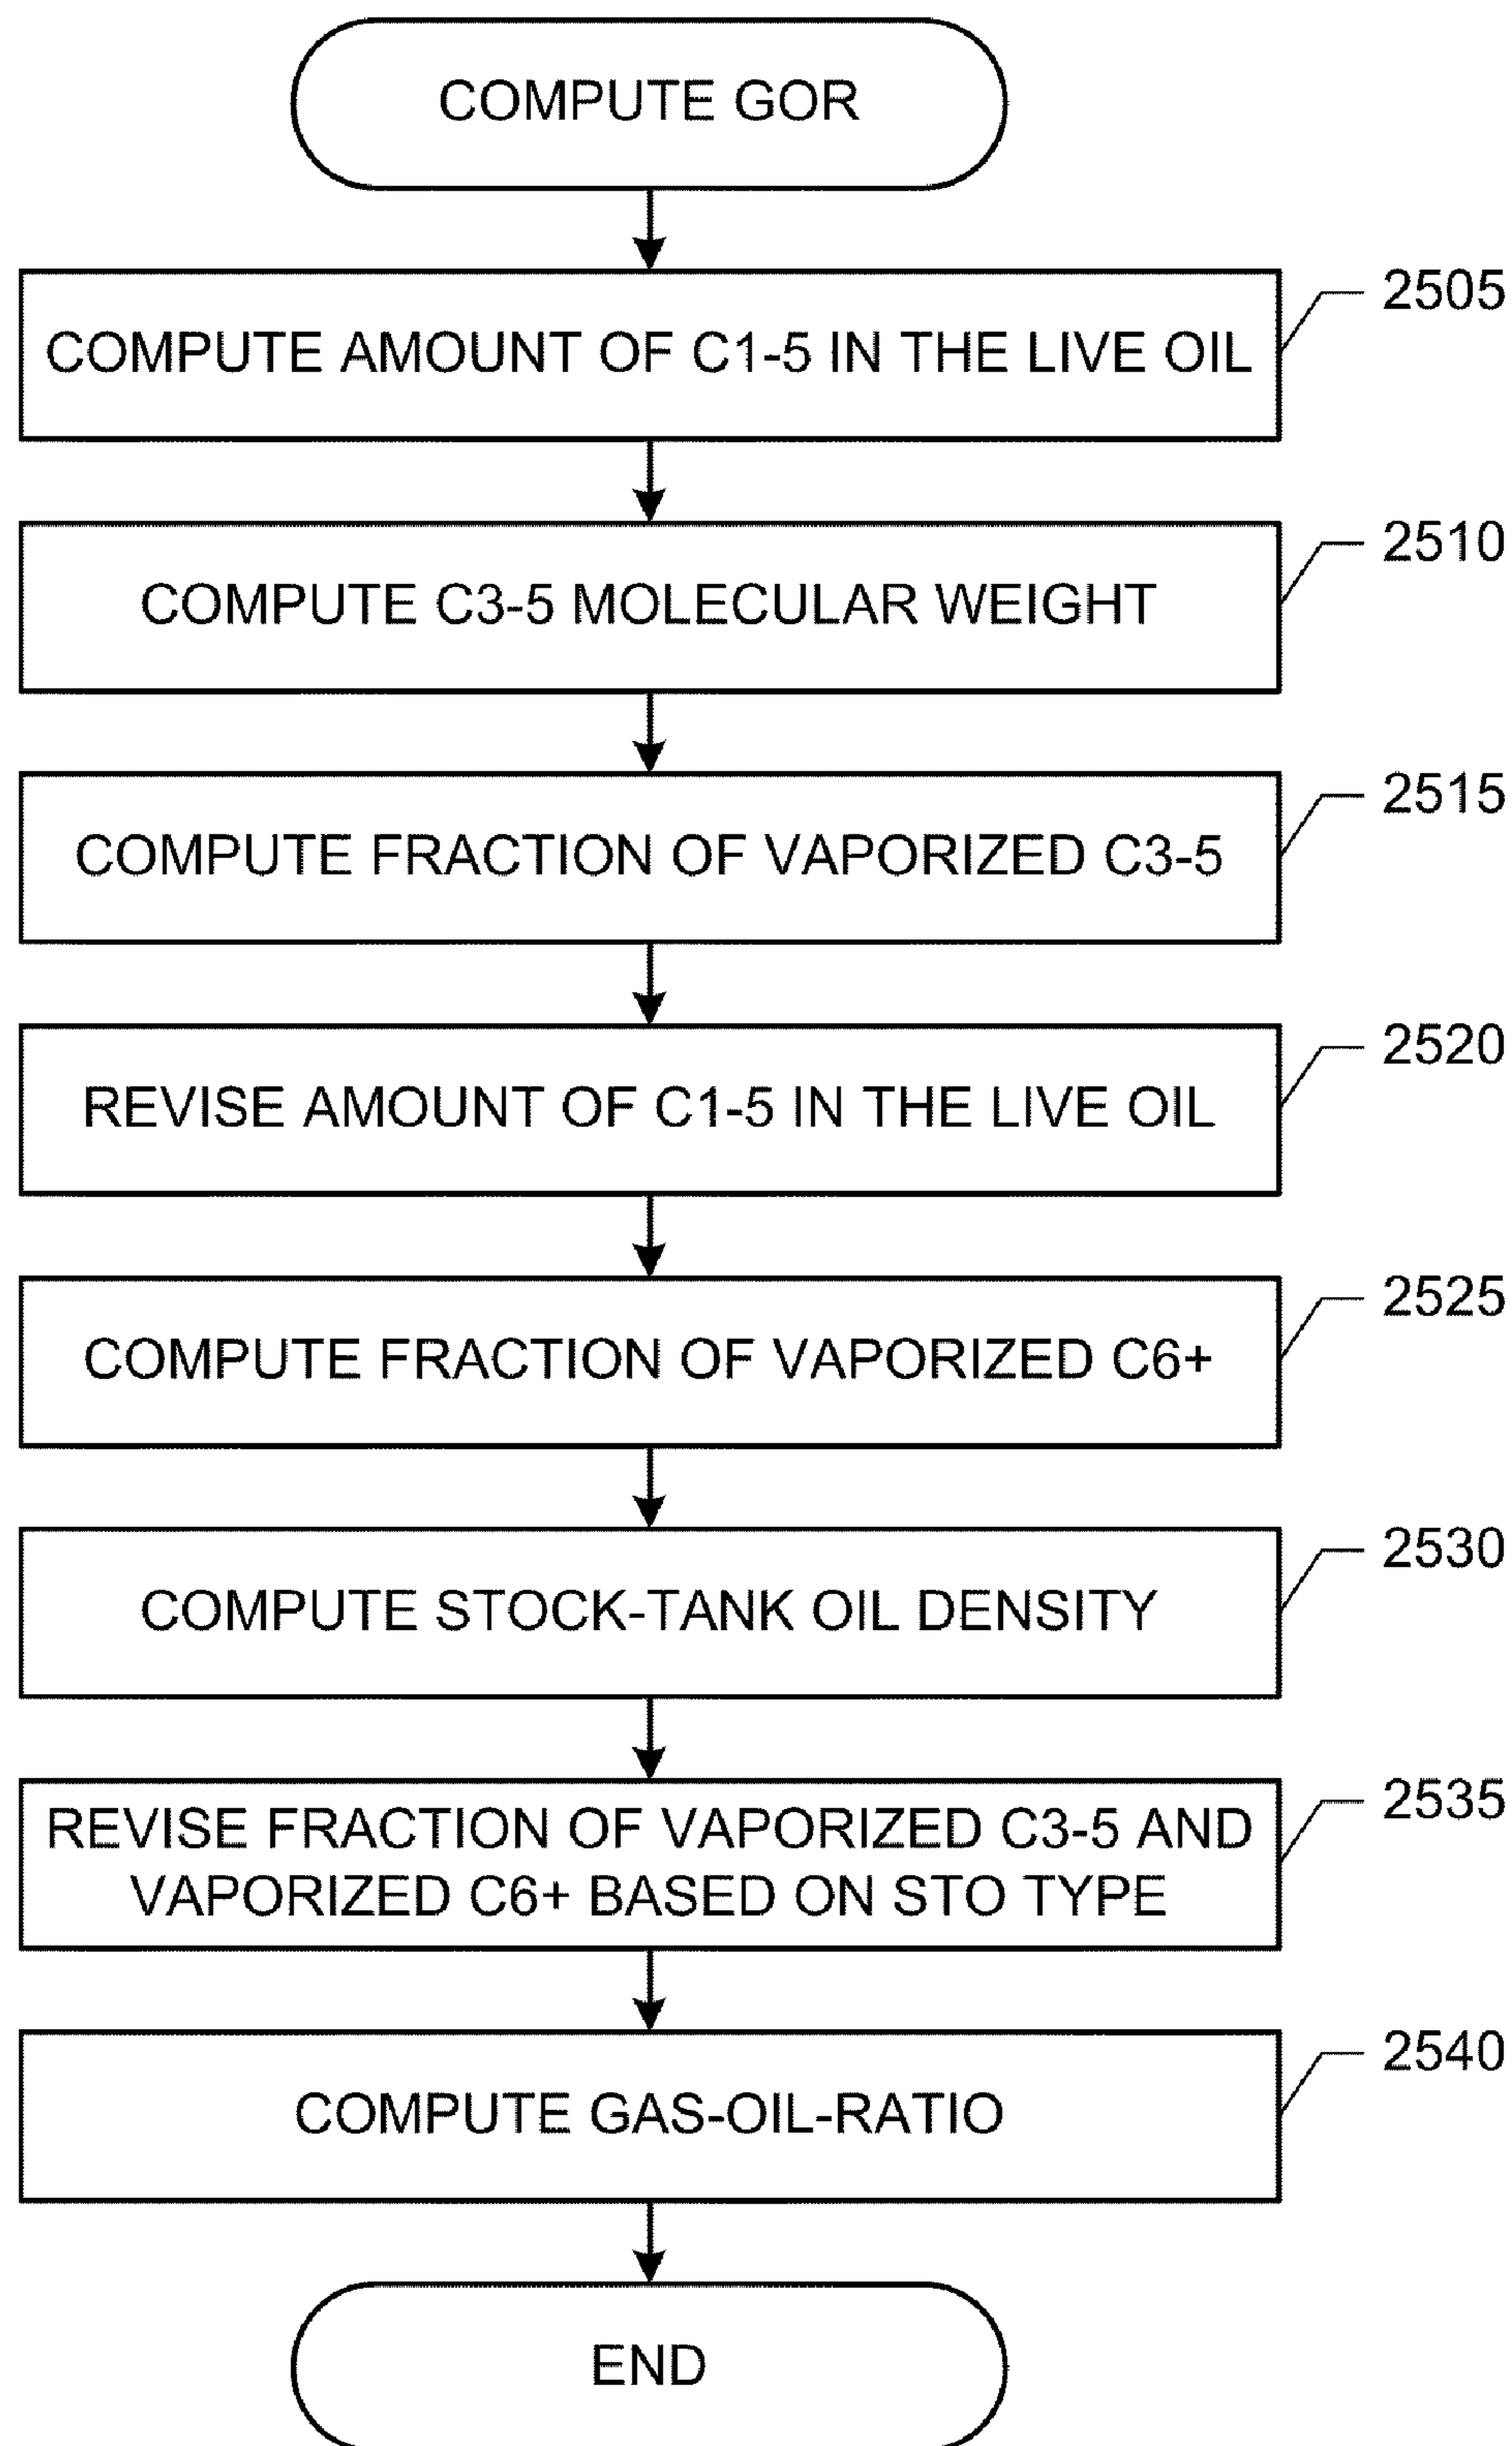 COMPUTE GOR
2505
COMPUTE AMOUNT OF C1-5 IN THE LIVE OIL
2510
COMPUTE C3-5 MOLECULAR WEIGHT
2515
COMPUTE FRACTION OF VAPORIZED C3-5
2520
REVISE AMOUNT OF C1-5 IN THE LIVE OIL
2525
COMPUTE FRACTION OF VAPORIZED C6+
2530
COMPUTE STOCK-TANK OIL DENSITY
2535
REVISE FRACTION OF VAPORIZED C3-5 AND
VAPORIZED C6+ BASED ON STO TYPE
2540
COMPUTE GAS-OIL-RATIO
END